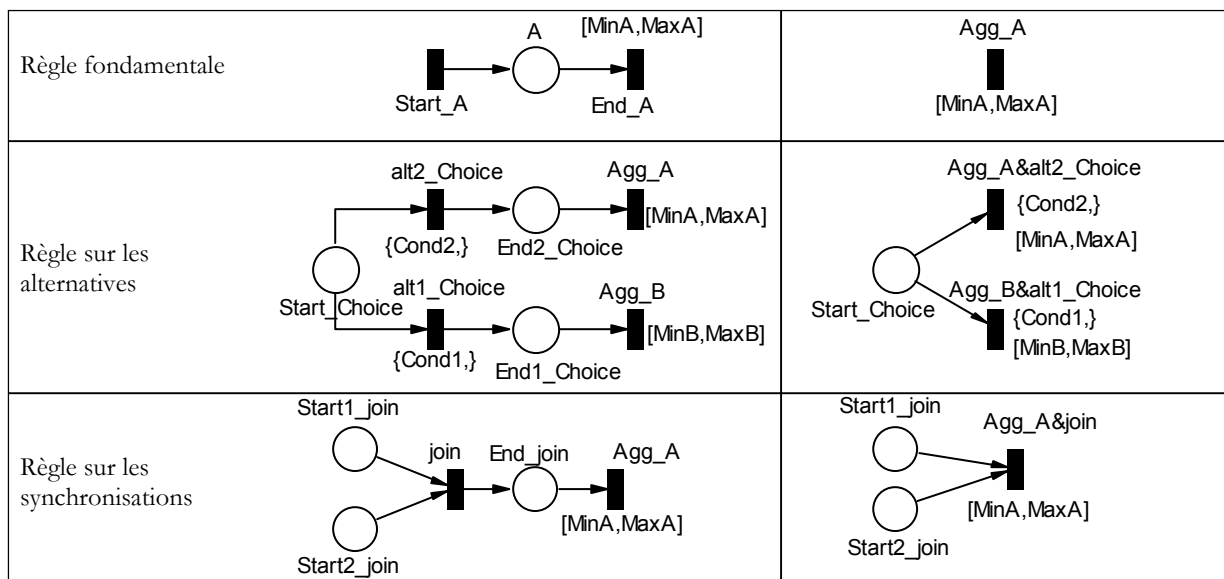 Règle fondamentale
A
[MinA,MaxA]
Start_A
End_A
Agg_A
[MinA,MaxA]
Règle sur les
alternatives
alt2_Choice
Agg_A
[MinA,MaxA]
{Cond2,}
End2_Choice
Start_Choice
alt1_Choice
Agg_B
[MinB,MaxB]
{Cond1,}
End1_Choice
Agg_A&alt2_Choice
{Cond2,}
[MinA,MaxA]
Start_Choice
Agg_B&alt1_Choice
{Cond1,}
[MinB,MaxB]
Règle sur les
synchronisations
Start1_join
join
End_join
Agg_A
[MinA,MaxA]
Start2_join
Start1_join
Agg_A&join
[MinA,MaxA]
Start2_join